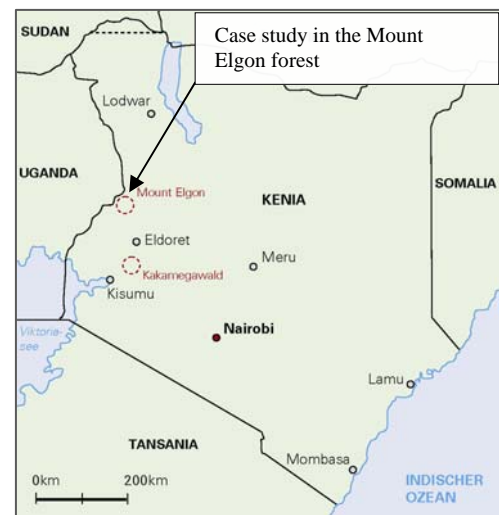 SUDAN
Case study in the Mount
Elgon forest
Lodwar
UGANDA
Mount Elgon
KENIA
SOMALIA
Eldoret
Meru
Kakamegawald
Kisumu
Viktoria-
see
Nairobi
Lamu
TANSANIA
Mombasa
0km 200km
INDISCHER
OZEAN